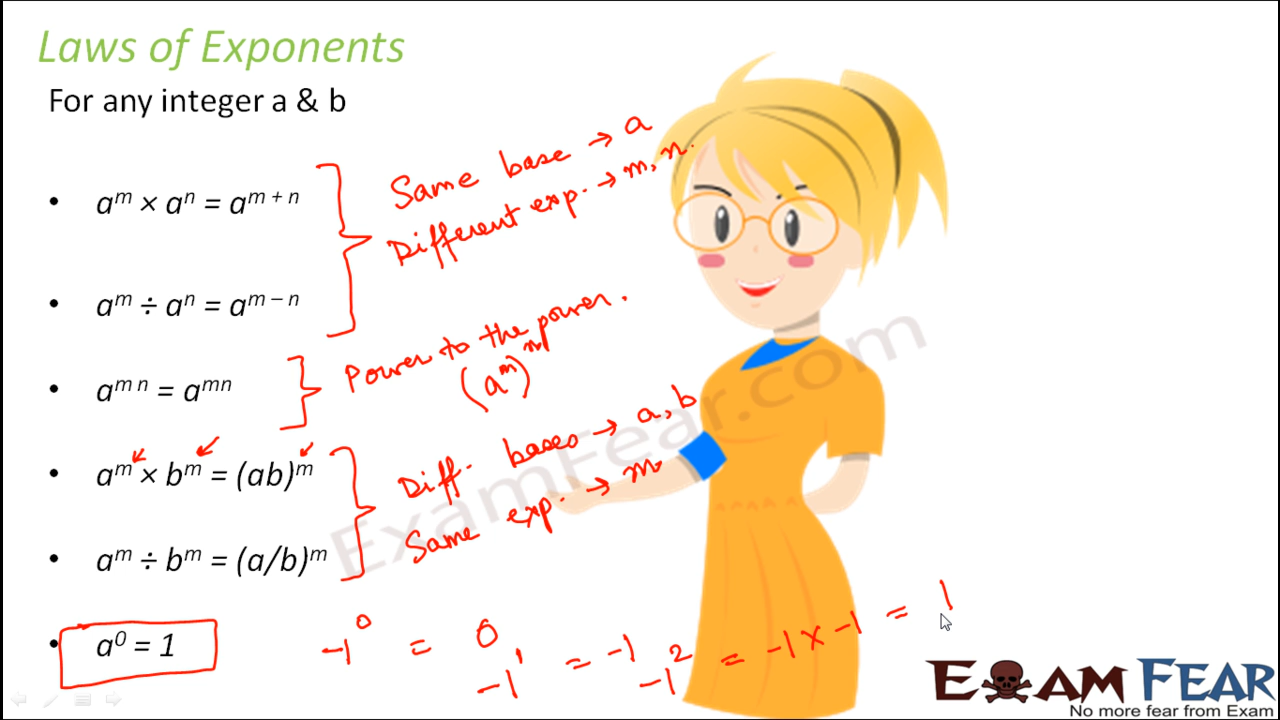 Laws of Exponents
For any integer a & b
• aᵐ × aⁿ = aᵐ ⁺ ⁿ
Same base → a
Different exp. → m, n.
• aᵐ ÷ aⁿ = aᵐ ⁻ ⁿ
• aᵐ ⁿ = aᵐⁿ
Power to the power.
(aᵐ)ⁿ
• aᵐ × bᵐ = (ab)ᵐ
Diff. bases → a, b
Same exp. → m
• aᵐ ÷ bᵐ = (a/b)ᵐ
• a⁰ = 1
-1⁰ = 0
-1¹ = -1
-1² = -1 × -1 = 1
ExamFear.com
EXAM FEAR
No more fear from Exam